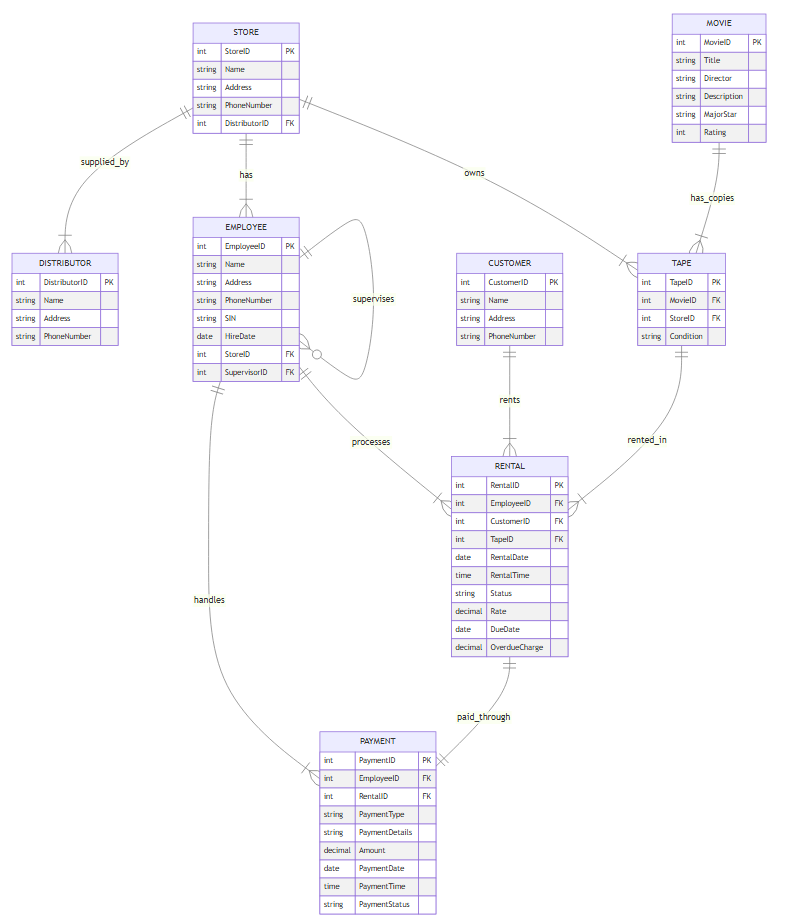 STORE
int StoreID PK
string Name
string Address
string PhoneNumber
int DistributorID FK
MOVIE
int MovieID PK
string Title
string Director
string Description
string MajorStar
int Rating
supplied_by
has
owns
has_copies
DISTRIBUTOR
int DistributorID PK
string Name
string Address
string PhoneNumber
EMPLOYEE
int EmployeeID PK
string Name
string Address
string PhoneNumber
string SIN
date HireDate
int StoreID FK
int SupervisorID FK
supervises
CUSTOMER
int CustomerID PK
string Name
string Address
string PhoneNumber
TAPE
int TapeID PK
int MovieID FK
int StoreID FK
string Condition
processes
rents
rented_in
RENTAL
int RentalID PK
int EmployeeID FK
int CustomerID FK
int TapeID FK
date RentalDate
time RentalTime
string Status
decimal Rate
date DueDate
decimal OverdueCharge
handles
paid_through
PAYMENT
int PaymentID PK
int EmployeeID FK
int RentalID FK
string PaymentType
string PaymentDetails
decimal Amount
date PaymentDate
time PaymentTime
string PaymentStatus